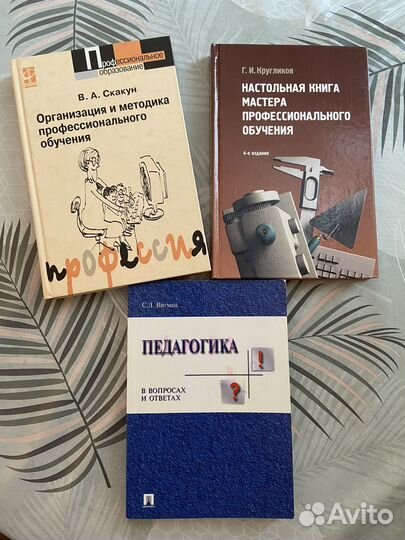 Профессиональное
образование
В. А. Скакун
Организация и методика
профессионального
обучения
профессия
Г. И. Кругликов
НАСТОЛЬНАЯ КНИГА
МАСТЕРА
ПРОФЕССИОНАЛЬНОГО
ОБУЧЕНИЯ
4-е издание
С.Л. Вигман
ПЕДАГОГИКА
!
В ВОПРОСАХ
И ОТВЕТАХ
?
Avito